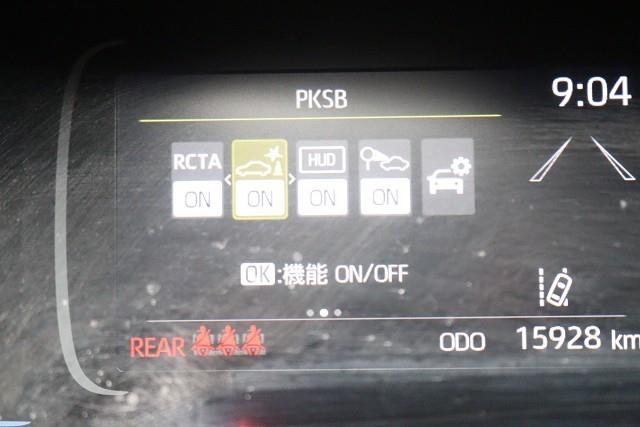 PKSB
9:04
RCTA
HUD
ON ON ON ON
OK:機能 ON/OFF
REAR ODO 15928 km